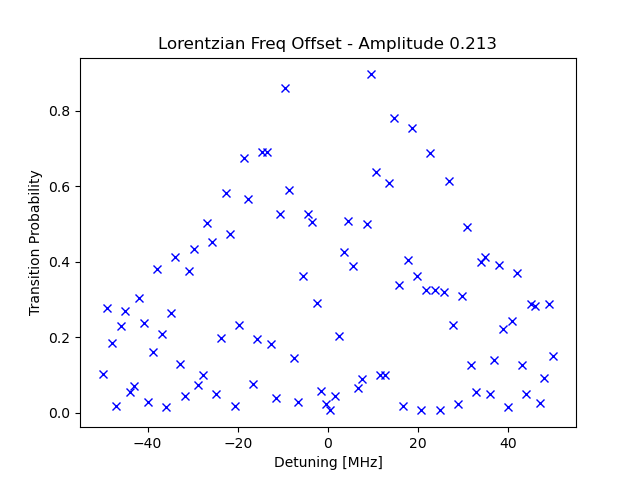 Lorentzian Freq Offset - Amplitude 0.213
Transition Probability
0.8
0.6
0.4
0.2
0.0
−40 −20 0 20 40
Detuning [MHz]